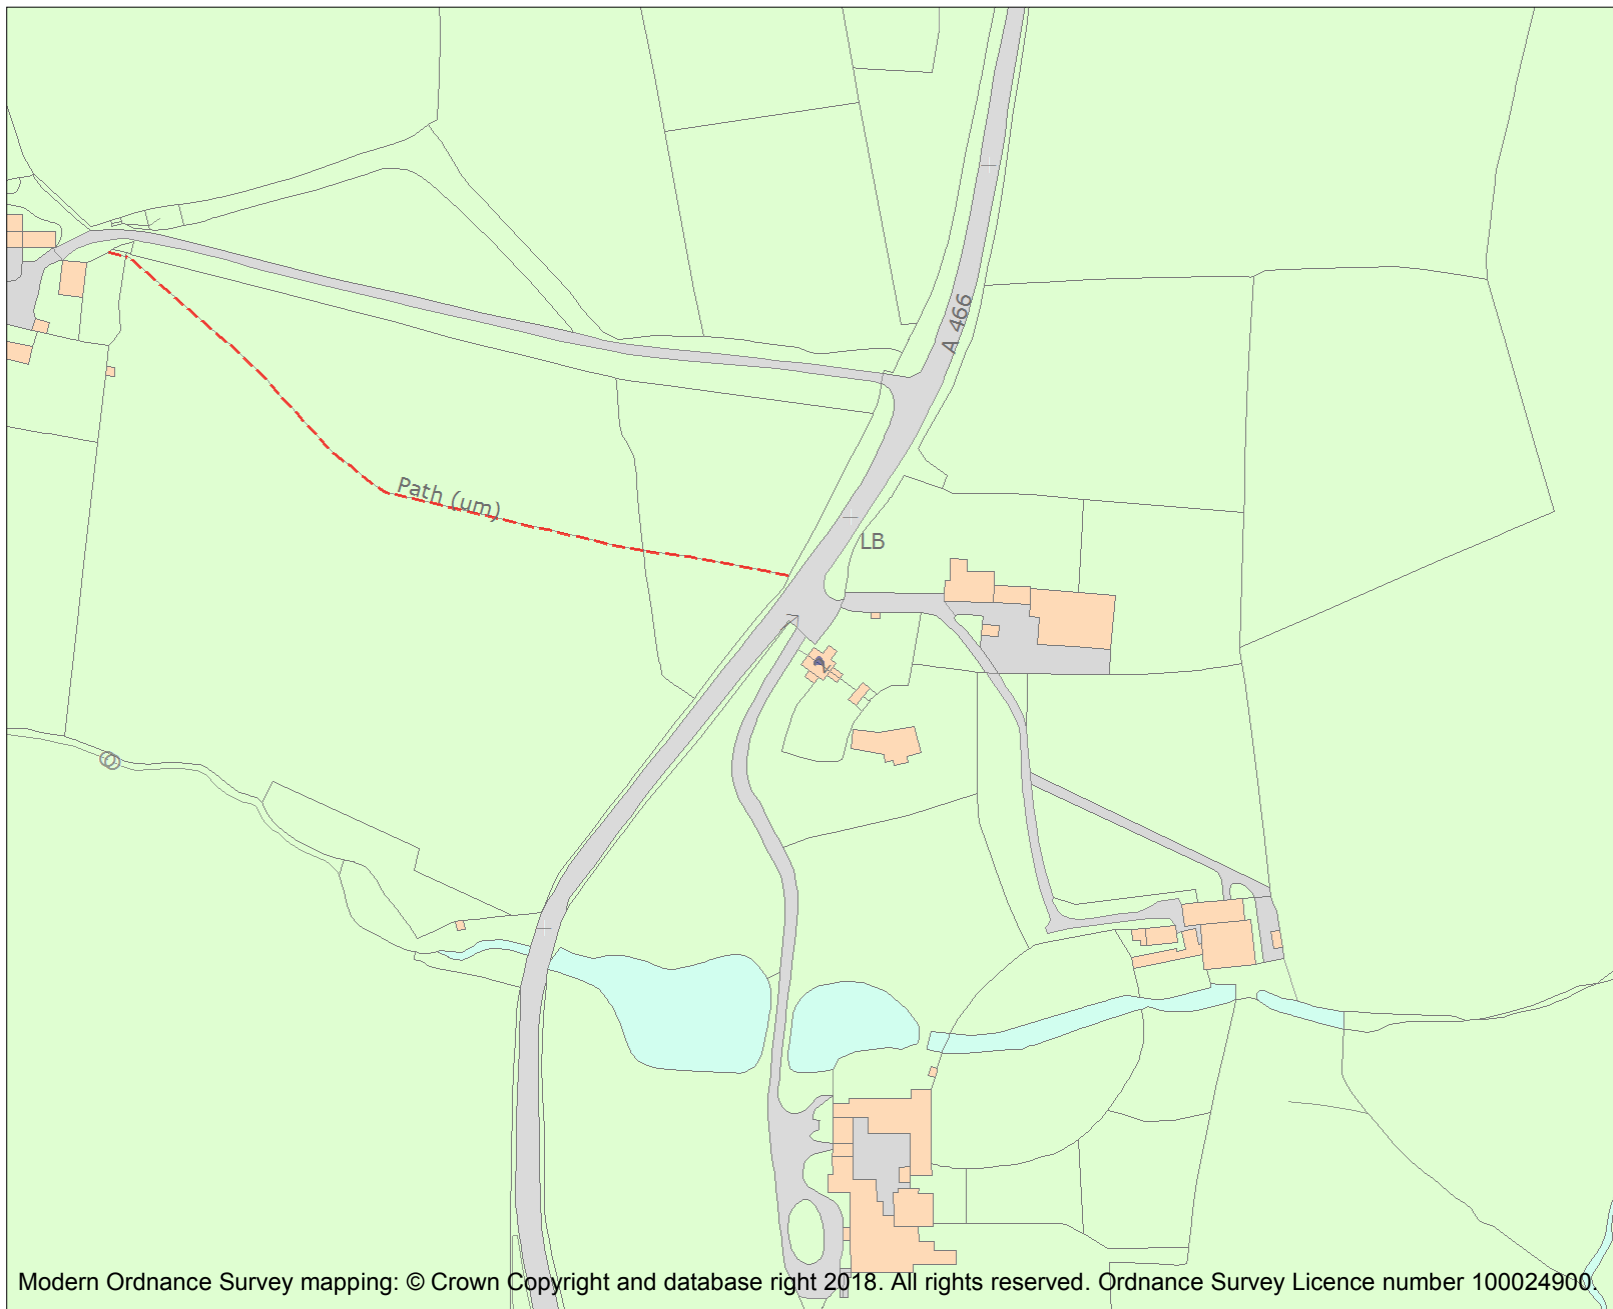 A 466
Path (um)
LB
Modern Ordnance Survey mapping: © Crown Copyright and database right 2018. All rights reserved. Ordnance Survey Licence number 100024900.